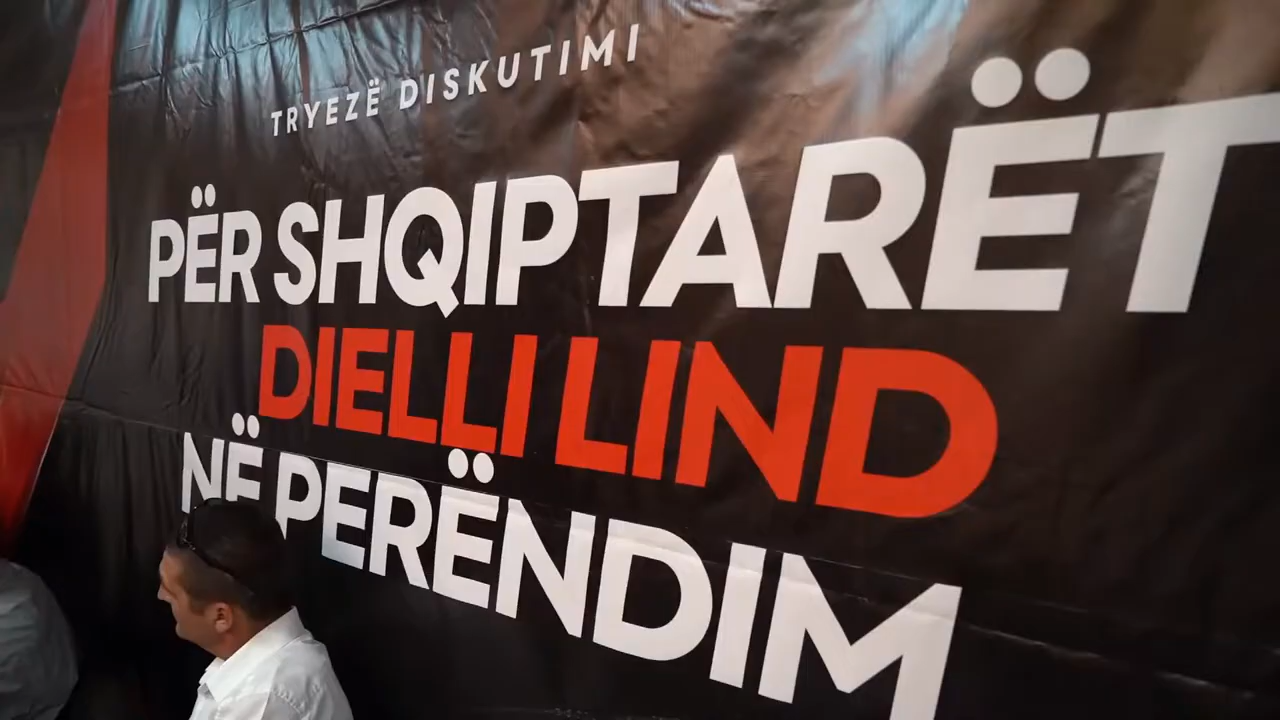 TRYEZË DISKUTIMI
PËR SHQIPTARËT
DIELLI LIND
NË PERËNDIM